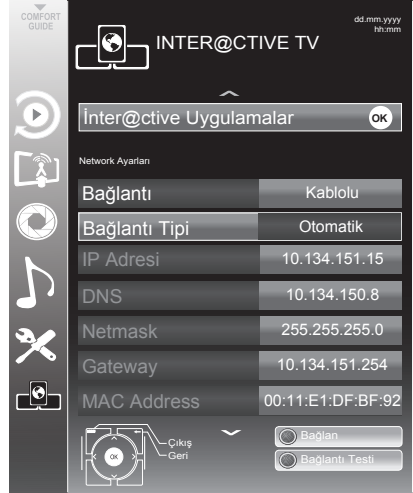 COMFORT
GUIDE
INTER@CTIVE TV
dd.mm.yyyy
hh:mm
İnter@ctive Uygulamalar OK
Network Ayarları
Bağlantı Kablolu
Bağlantı Tipi Otomatik
IP Adresi 10.134.151.15
DNS 10.134.150.8
Netmask 255.255.255.0
Gateway 10.134.151.254
MAC Address 00:11:E1:DF:BF:92
OK
Çıkış
Geri
Bağlan
Bağlantı Testi